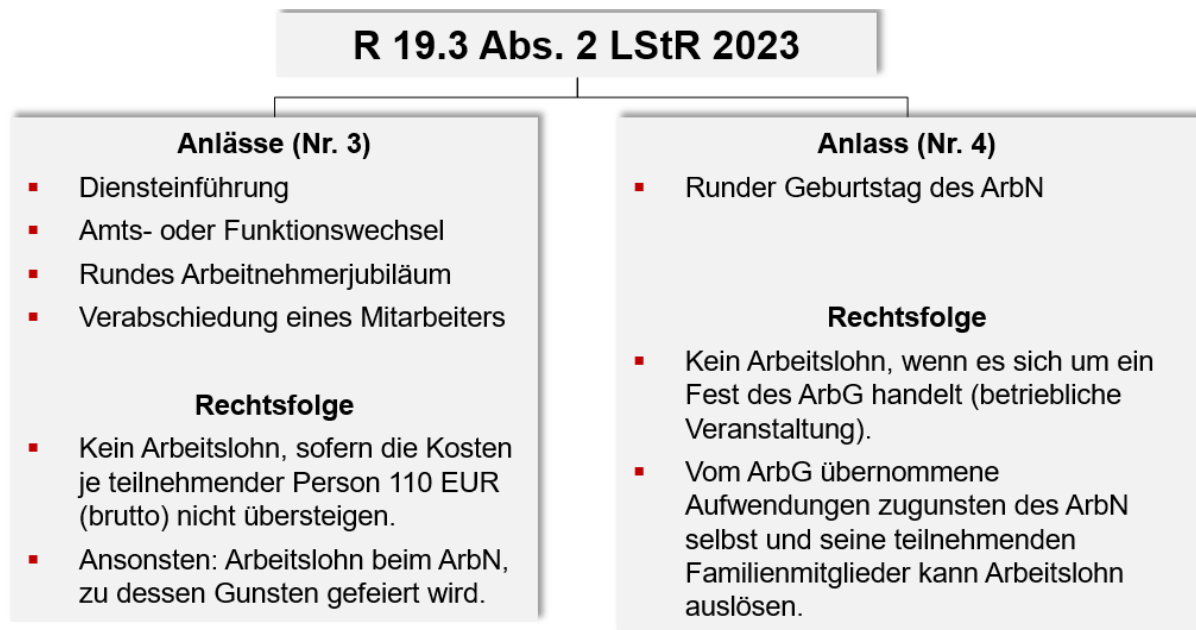 R 19.3 Abs. 2 LStR 2023
Anlässe (Nr. 3)
▪ Diensteinführung
▪ Amts- oder Funktionswechsel
▪ Rundes Arbeitnehmerjubiläum
▪ Verabschiedung eines Mitarbeiters
Rechtsfolge
▪ Kein Arbeitslohn, sofern die Kosten
je teilnehmender Person 110 EUR
(brutto) nicht übersteigen.
▪ Ansonsten: Arbeitslohn beim ArbN,
zu dessen Gunsten gefeiert wird.
Anlass (Nr. 4)
▪ Runder Geburtstag des ArbN
Rechtsfolge
▪ Kein Arbeitslohn, wenn es sich um ein
Fest des ArbG handelt (betriebliche
Veranstaltung).
▪ Vom ArbG übernommene
Aufwendungen zugunsten des ArbN
selbst und seine teilnehmenden
Familienmitglieder kann Arbeitslohn
auslösen.